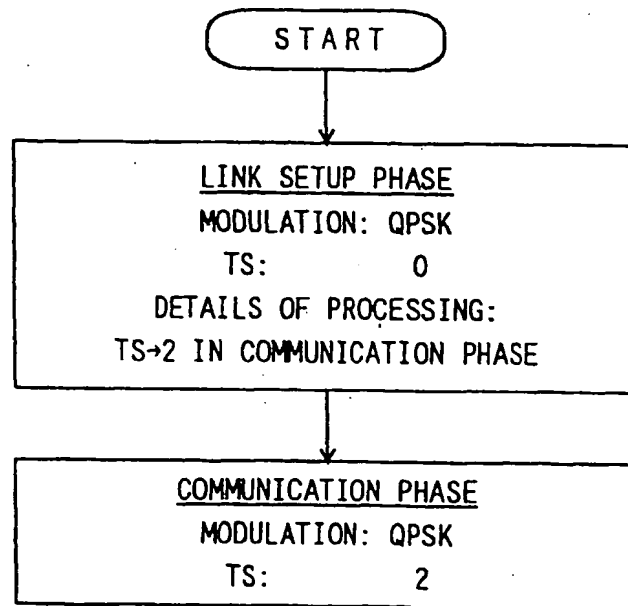 START
LINK SETUP PHASE
MODULATION: QPSK
TS: 0
DETAILS OF PROCESSING:
TS→2 IN COMMUNICATION PHASE
COMMUNICATION PHASE
MODULATION: QPSK
TS: 2